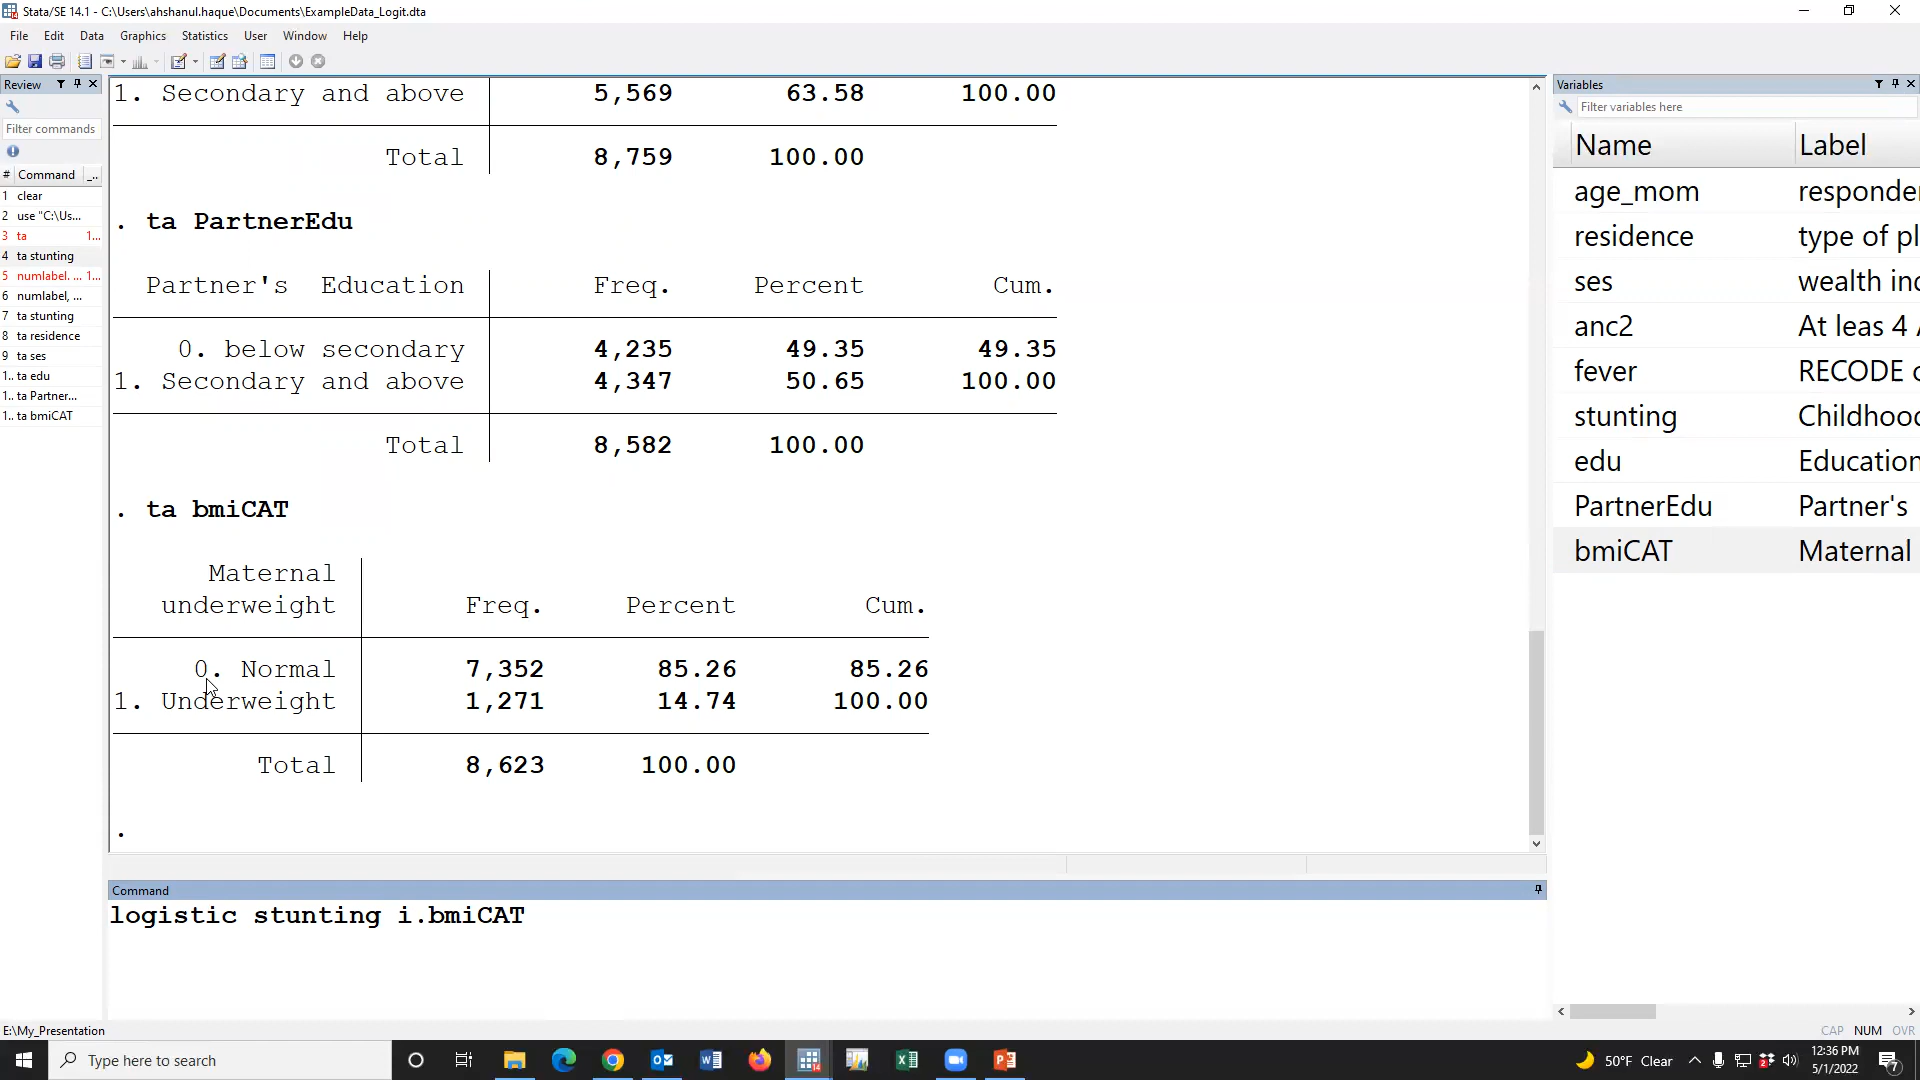 Stata/SE 14.1 - C:\Users\ahshanul.haque\Documents\ExampleData_Logit.dta
File Edit Data Graphics Statistics User Window Help
Review
Filter commands
# Command _..
1 clear
2 use "C:\Us...
3 ta 1...
4 ta stunting
5 numlabel. ... 1...
6 numlabel, ...
7 ta stunting
8 ta residence
9 ta ses
1.. ta edu
1.. ta Partner...
1.. ta bmiCAT
1. Secondary and above 5,569 63.58 100.00
Total 8,759 100.00
. ta PartnerEdu
Partner's Education Freq. Percent Cum.
0. below secondary 4,235 49.35 49.35
1. Secondary and above 4,347 50.65 100.00
Total 8,582 100.00
. ta bmiCAT
Maternal
underweight Freq. Percent Cum.
0. Normal 7,352 85.26 85.26
1. Underweight 1,271 14.74 100.00
Total 8,623 100.00
.
Command
logistic stunting i.bmiCAT
Variables
Filter variables here
Name Label
age_mom responde
residence type of pl
ses wealth inc
anc2 At leas 4 A
fever RECODE o
stunting Childhood
edu Education
PartnerEdu Partner's
bmiCAT Maternal
E:\My_Presentation
CAP NUM OVR
Type here to search
50°F Clear
12:36 PM
5/1/2022